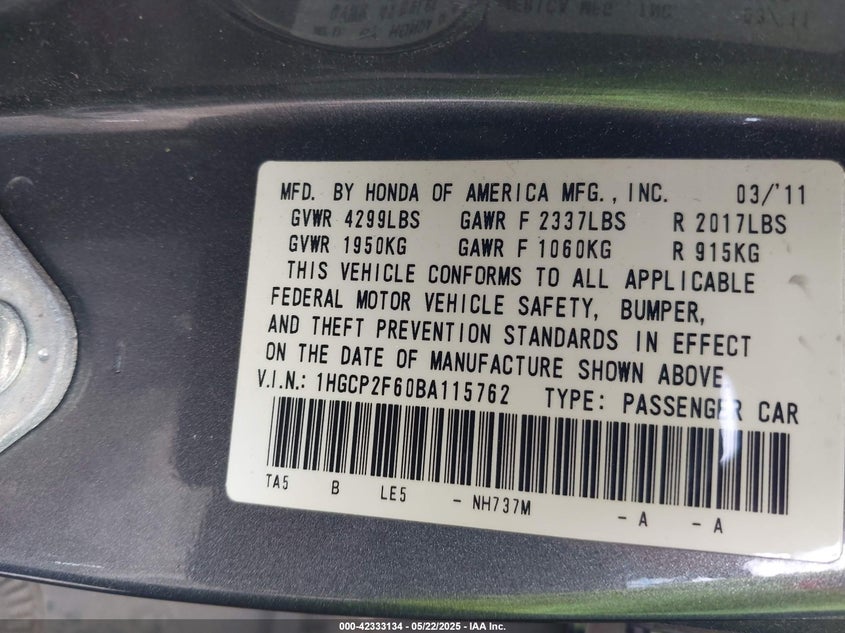 MFD. BY HONDA OF AMERICA MFG., INC. 03/'11
GVWR 4299LBS GAWR F 2337LBS R 2017LBS
GVWR 1950KG GAWR F 1060KG R 915KG
THIS VEHICLE CONFORMS TO ALL APPLICABLE
FEDERAL MOTOR VEHICLE SAFETY, BUMPER,
AND THEFT PREVENTION STANDARDS IN EFFECT
ON THE DATE OF MANUFACTURE SHOWN ABOVE
V.I.N.: 1HGCP2F60BA115762 TYPE: PASSENGER CAR
TA5 B LE5 - NH737M - A - A
000-42333134 - 05/22/2025 - IAA Inc.